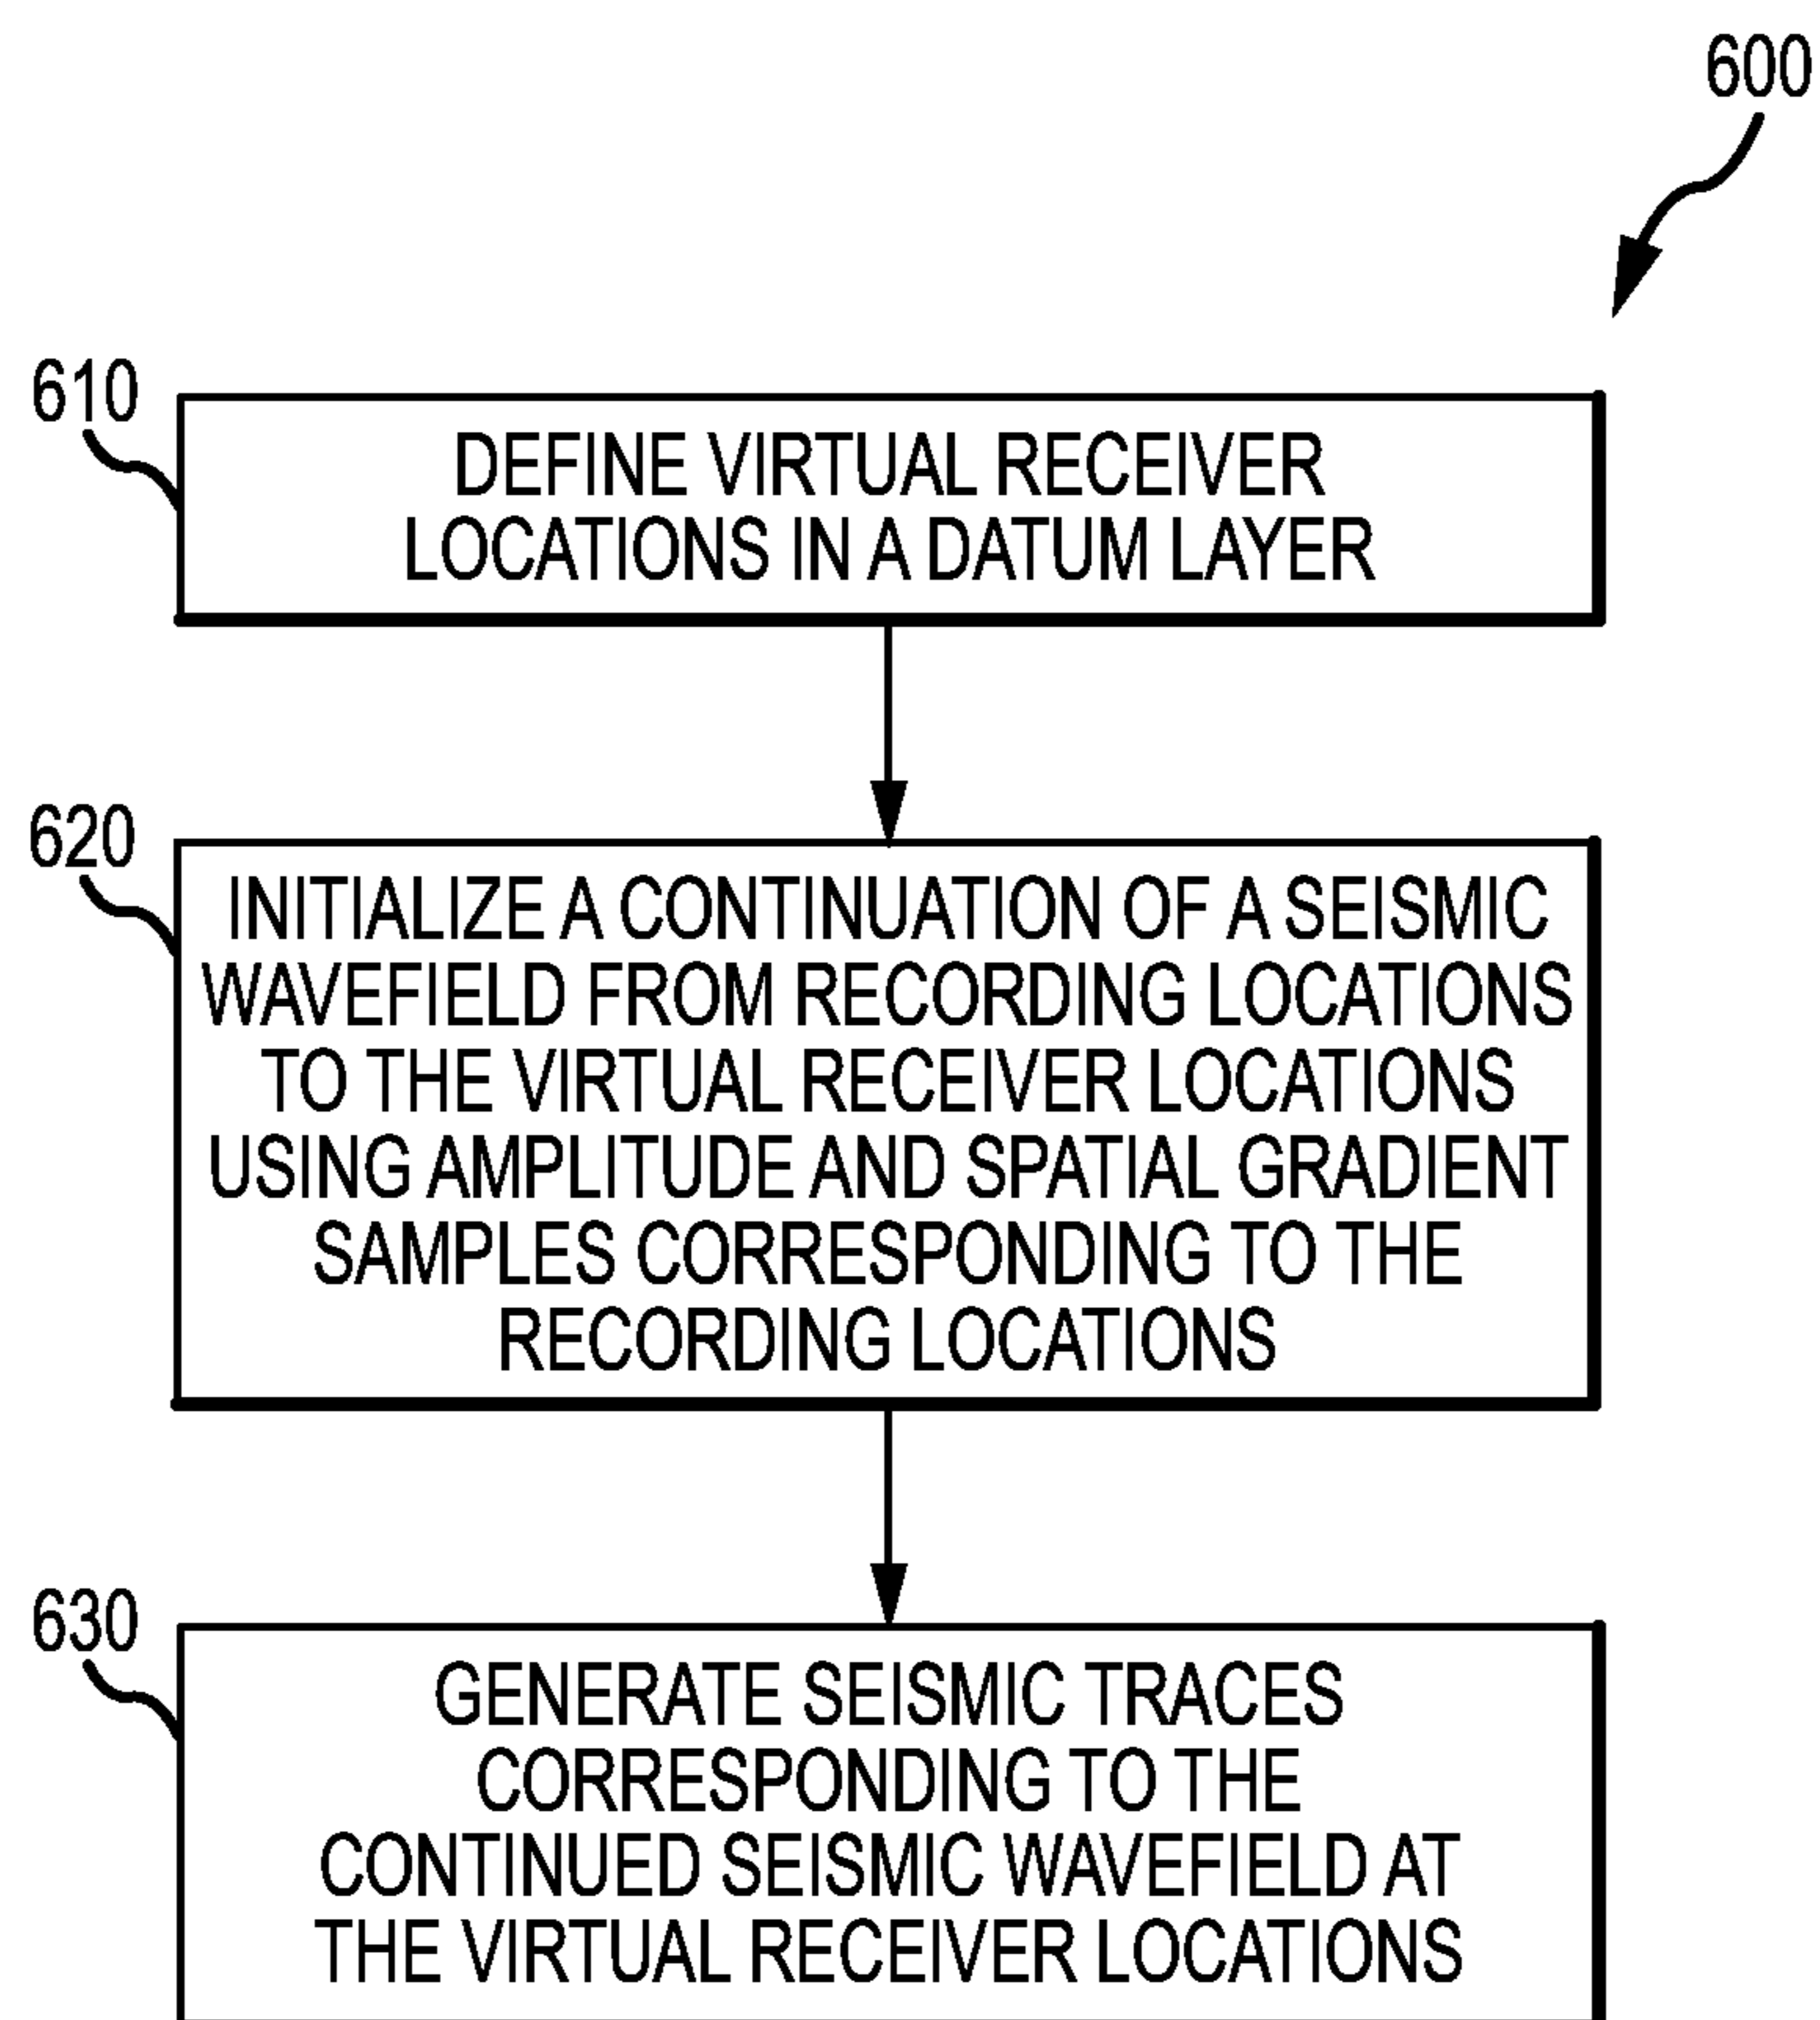 600
610
DEFINE VIRTUAL RECEIVER
LOCATIONS IN A DATUM LAYER
620
INITIALIZE A CONTINUATION OF A SEISMIC
WAVEFIELD FROM RECORDING LOCATIONS
TO THE VIRTUAL RECEIVER LOCATIONS
USING AMPLITUDE AND SPATIAL GRADIENT
SAMPLES CORRESPONDING TO THE
RECORDING LOCATIONS
630
GENERATE SEISMIC TRACES
CORRESPONDING TO THE
CONTINUED SEISMIC WAVEFIELD AT
THE VIRTUAL RECEIVER LOCATIONS